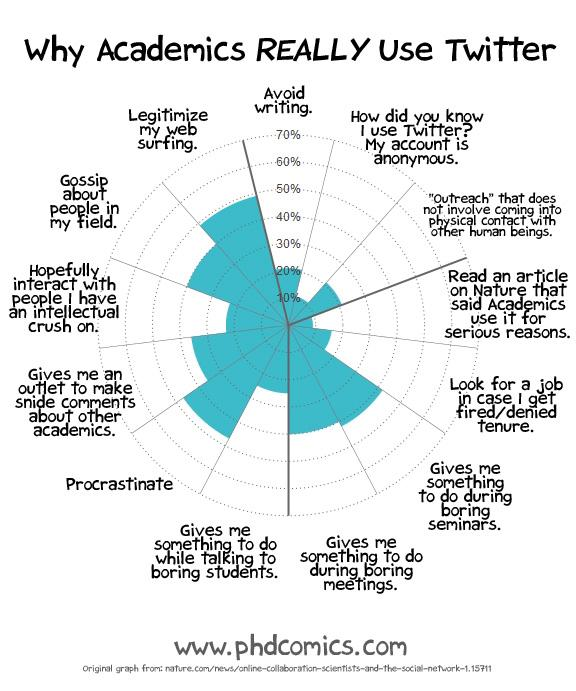 Why Academics REALLY Use Twitter
Avoid
writing.
How did you know
I use Twitter?
My account is
anonymous.
"Outreach" that does
not involve coming into
physical contact with
other human beings.
Read an article
on Nature that
said Academics
use it for
serious reasons.
Look for a job
in case I get
fired/denied
tenure.
Gives me
something
to do during
boring
seminars.
Gives me
something to do
during boring
meetings.
Gives me
something to do
while talking to
boring students.
Procrastinate
Gives me an
outlet to make
snide comments
about other
academics.
Hopefully
interact with
people I have
an intellectual
crush on.
Gossip
about
people in
my field.
Legitimize
my web
surfing.
70%
60%
50%
40%
30%
20%
10%
www.phdcomics.com
Original graph from: nature.com/news/online-collaboration-scientists-and-the-social-network-1.15711